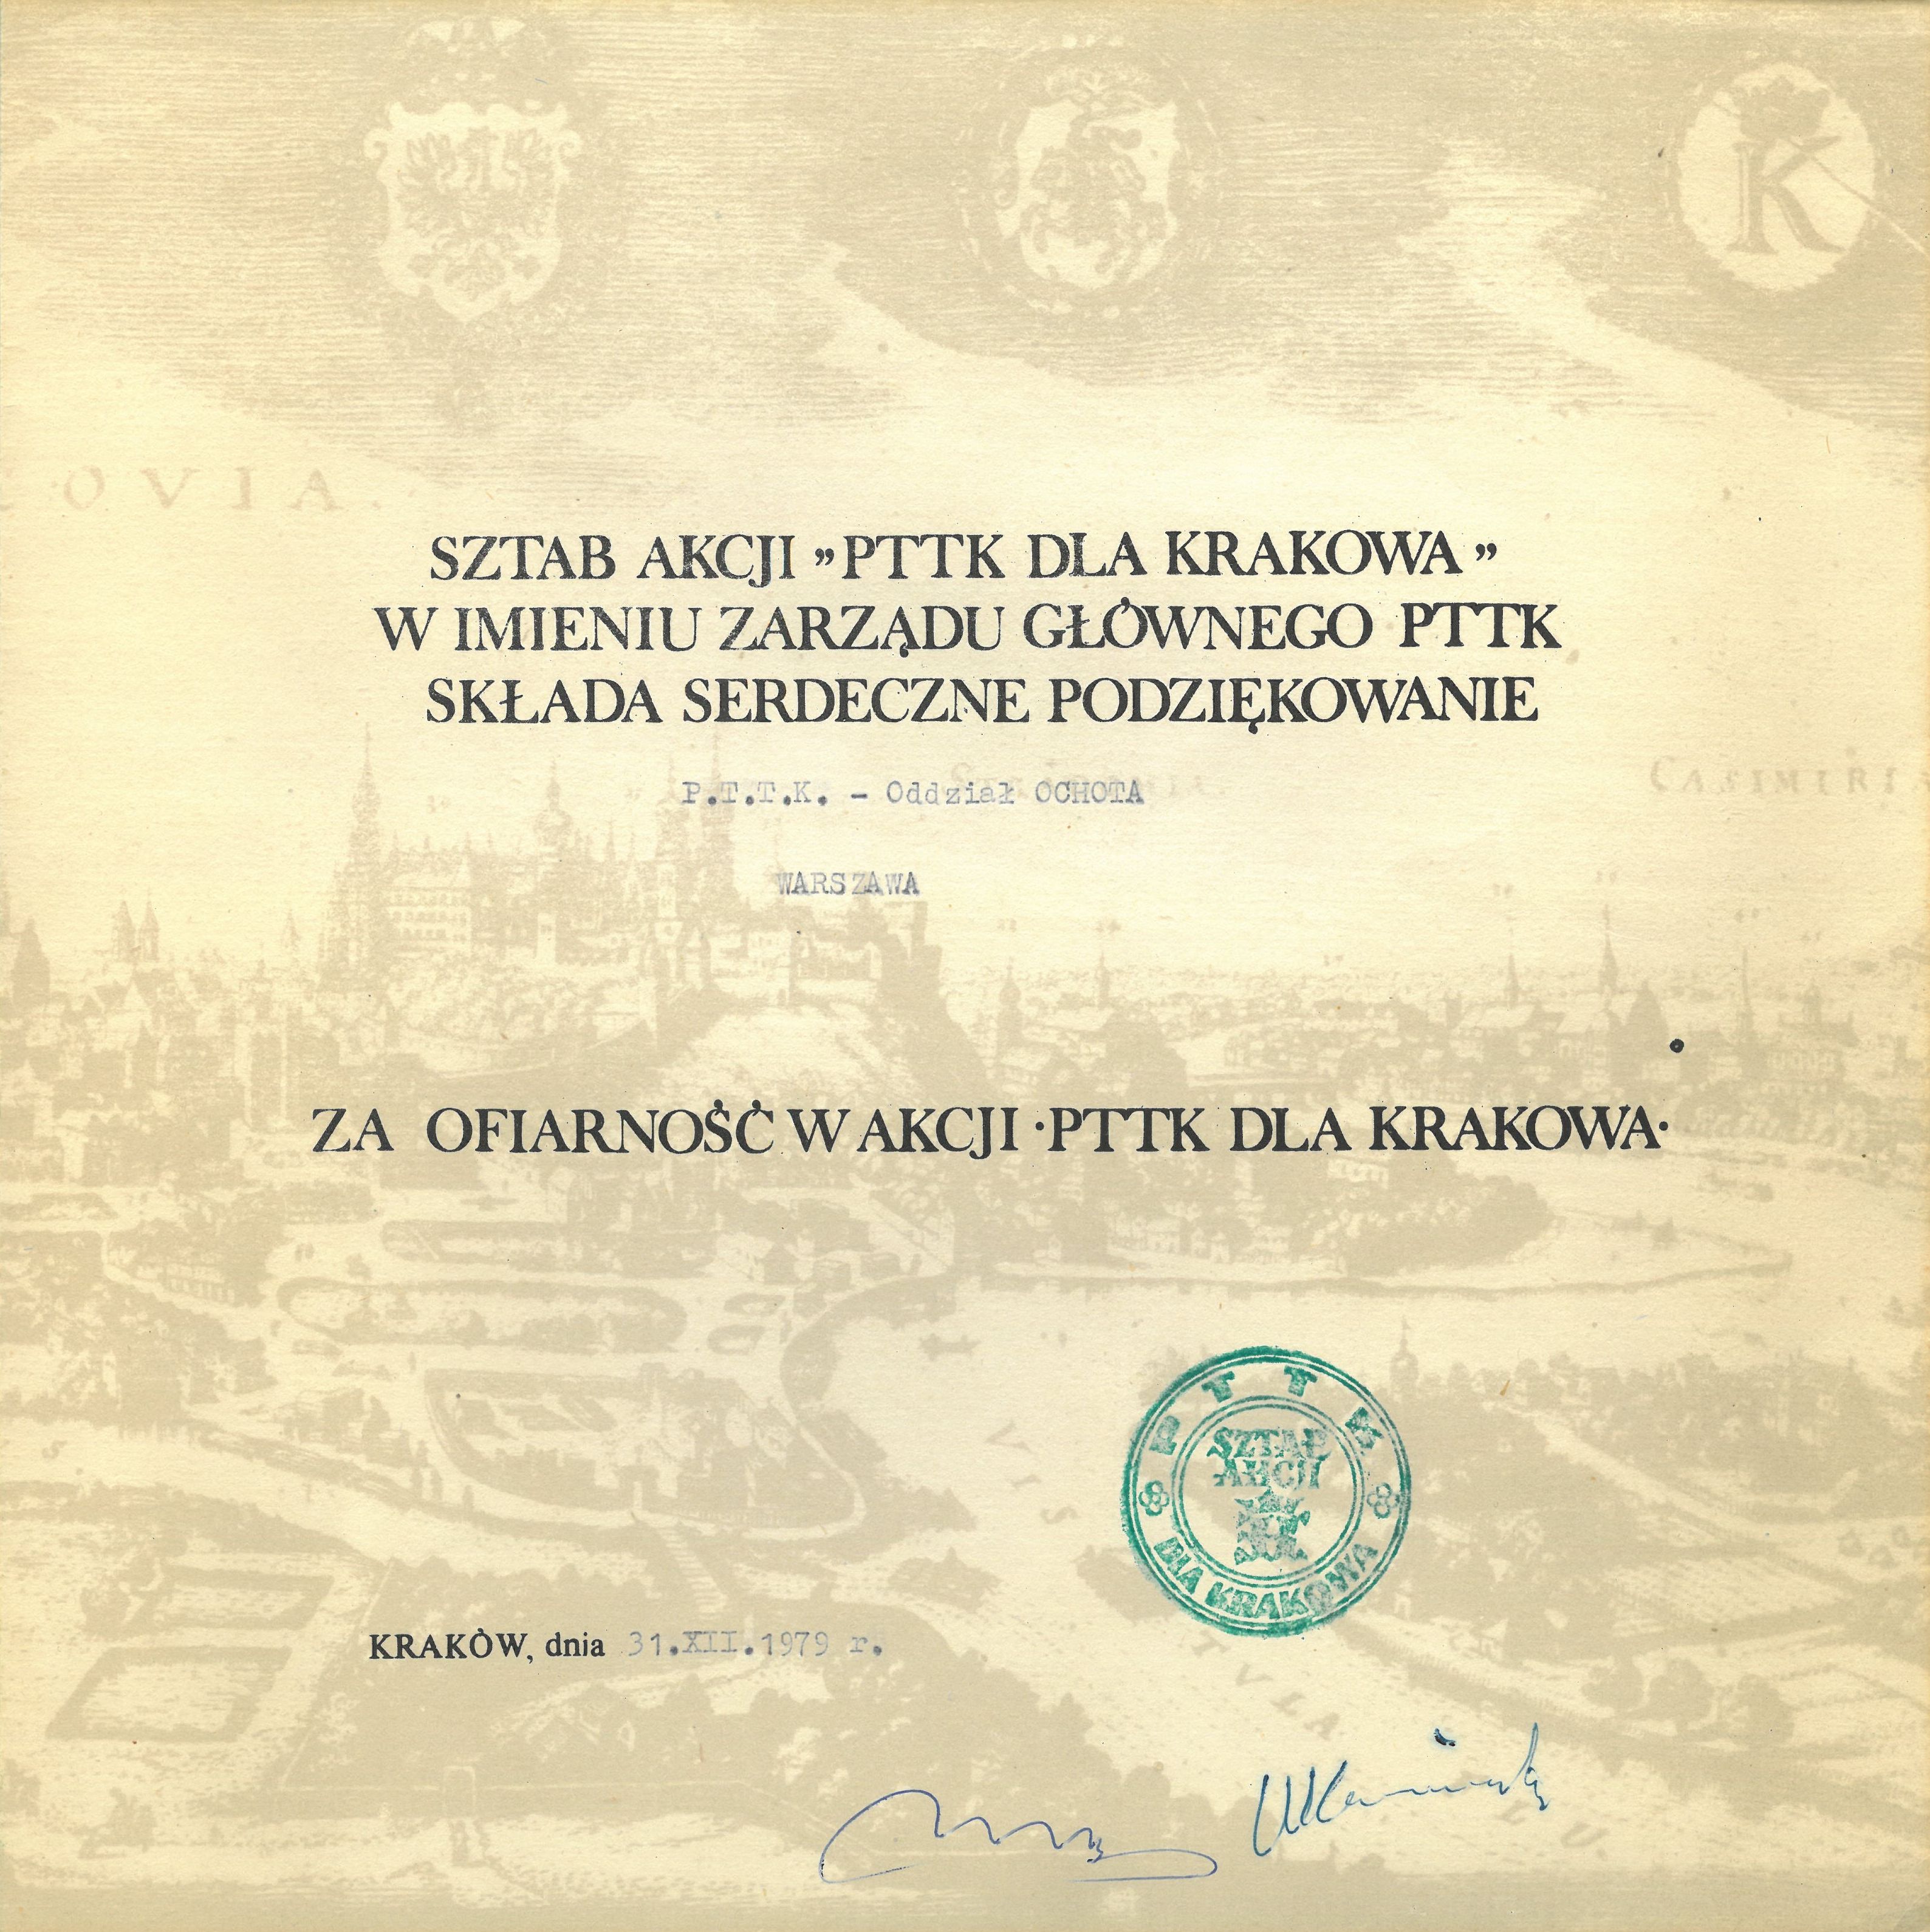 K
OVIA.
SZTAB AKCJI „PTTK DLA KRAKOWA”
W IMIENIU ZARZĄDU GŁÓWNEGO PTTK
SKŁADA SERDECZNE PODZIĘKOWANIE
P.T.T.K. - Oddział OCHOTA
CASIMIRI
WARSZAWA
ZA OFIARNOŚĆ W AKCJI ·PTTK DLA KRAKOWA·
PTTK
SZTAB
AKCJI
DLA KRAKOWA
KRAKÓW, dnia 31.XII.1979 r.